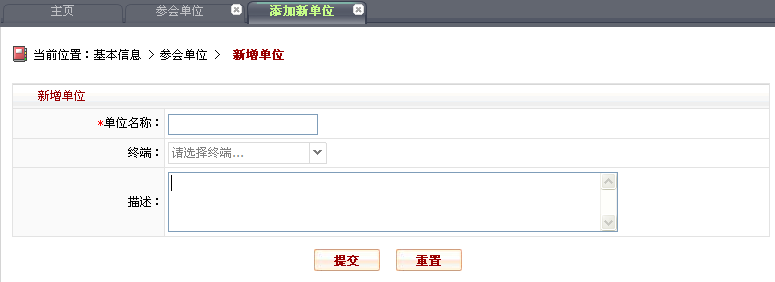 主页 参会单位 添加新单位
当前位置：基本信息 > 参会单位 > 新增单位
新增单位
*单位名称：
终端： 请选择终端...
描述：
提交 重置